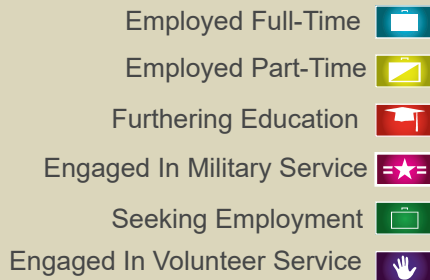 Employed Full-Time
Employed Part-Time
Furthering Education
Engaged In Military Service
Seeking Employment
Engaged In Volunteer Service